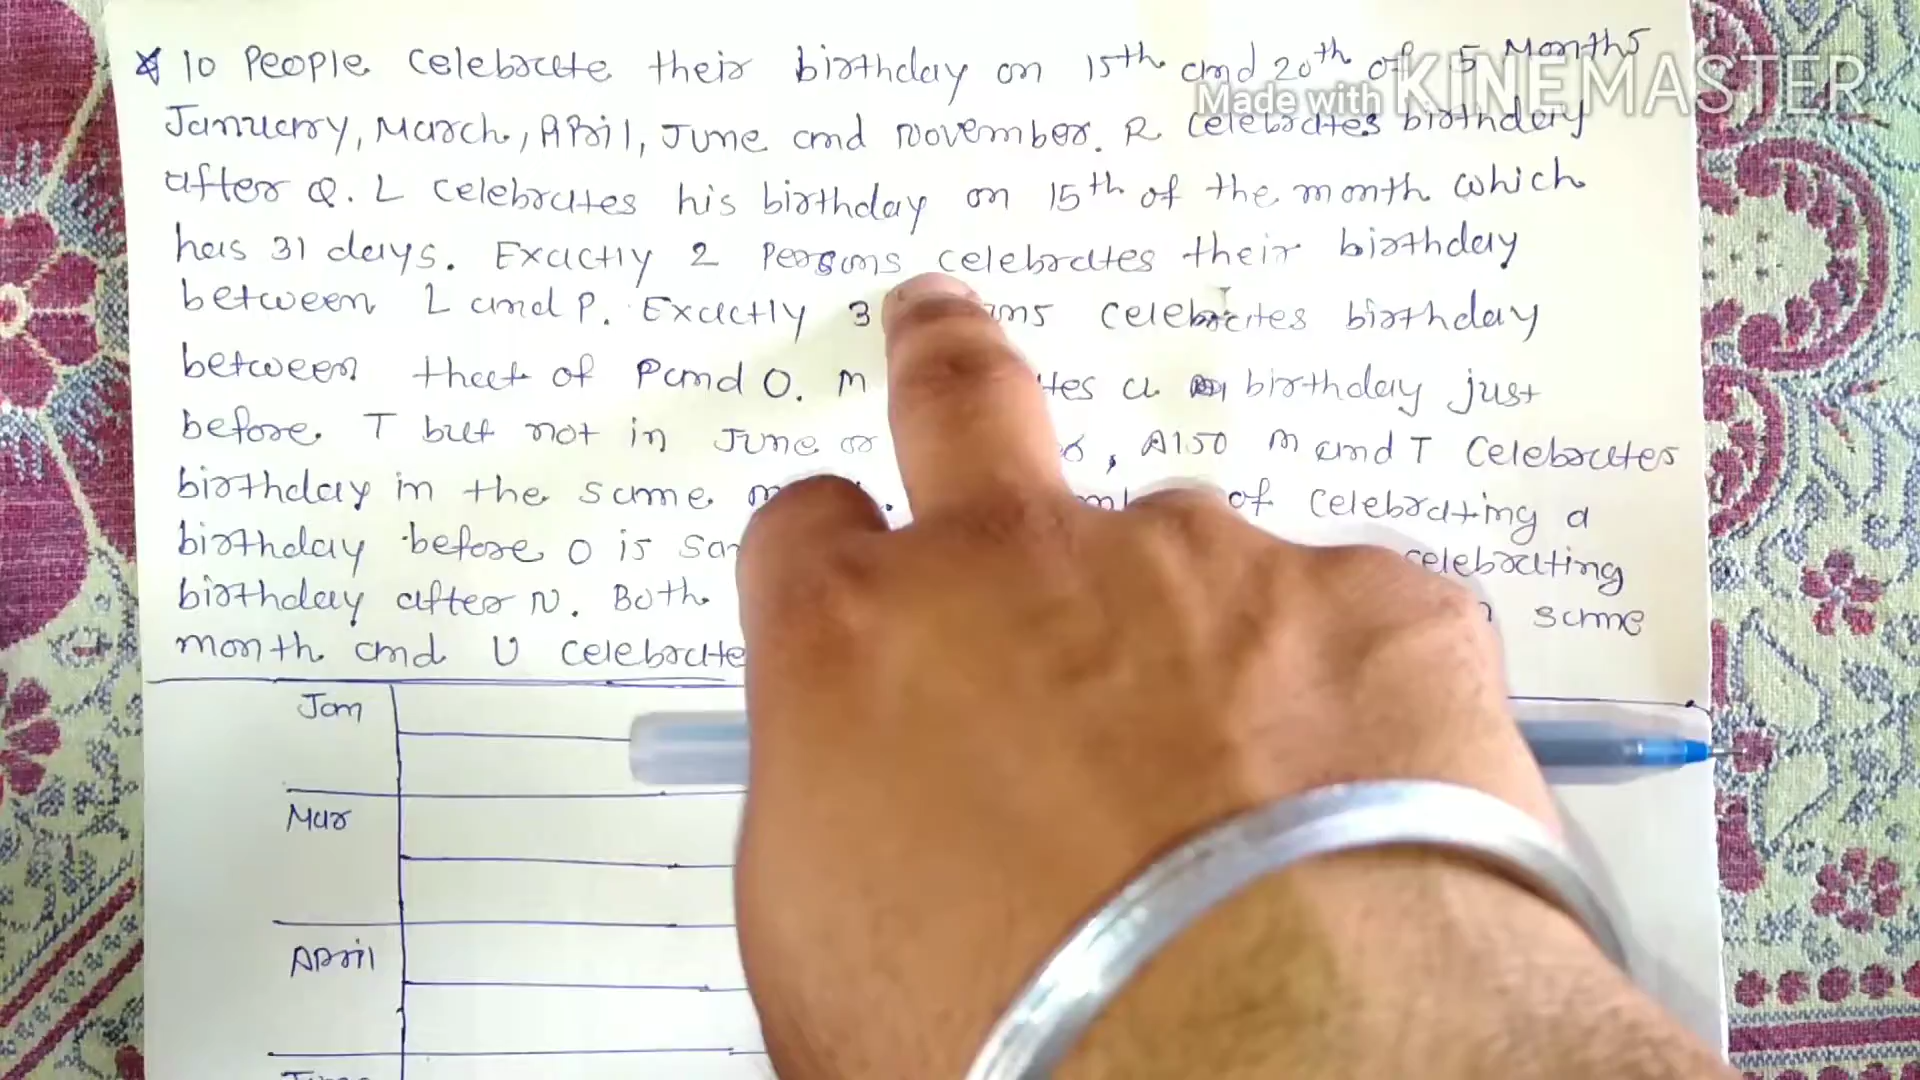 10 People celebrate their birthday on 15th and 20th of 5 Months
Made with KINEMASTER
January, March, April, June and november. R celebrates birthday
after Q. L celebrates his birthday on 15th of the month which
has 31 days. Exactly 2 Persons celebrates their birthday
between L and P. Exactly 3 celebrates birthday
between that of P and O. M a birthday just
before T but not in June or , Also M and T Celebrates
birthday in the same of celebrating a
birthday before O is celebrating
birthday after N. Both same
month and U celebrate
Jan
Mar
April